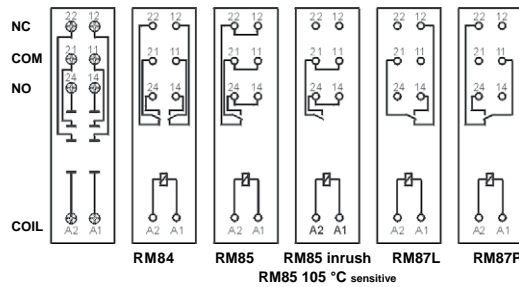 22 12 22 12 22 12 22 12 22 12 22 12
NC
COM
21 11 21 11 21 11 21 11 21 11 21 11
NO
24 14 24 14 24 14 24 14 24 14 24 14
COIL
A2 A1 A2 A1 A2 A1 A2 A1 A2 A1 A2 A1
RM84 RM85 RM85 inrush RM87L RM87P
RM85 105 °C sensitive